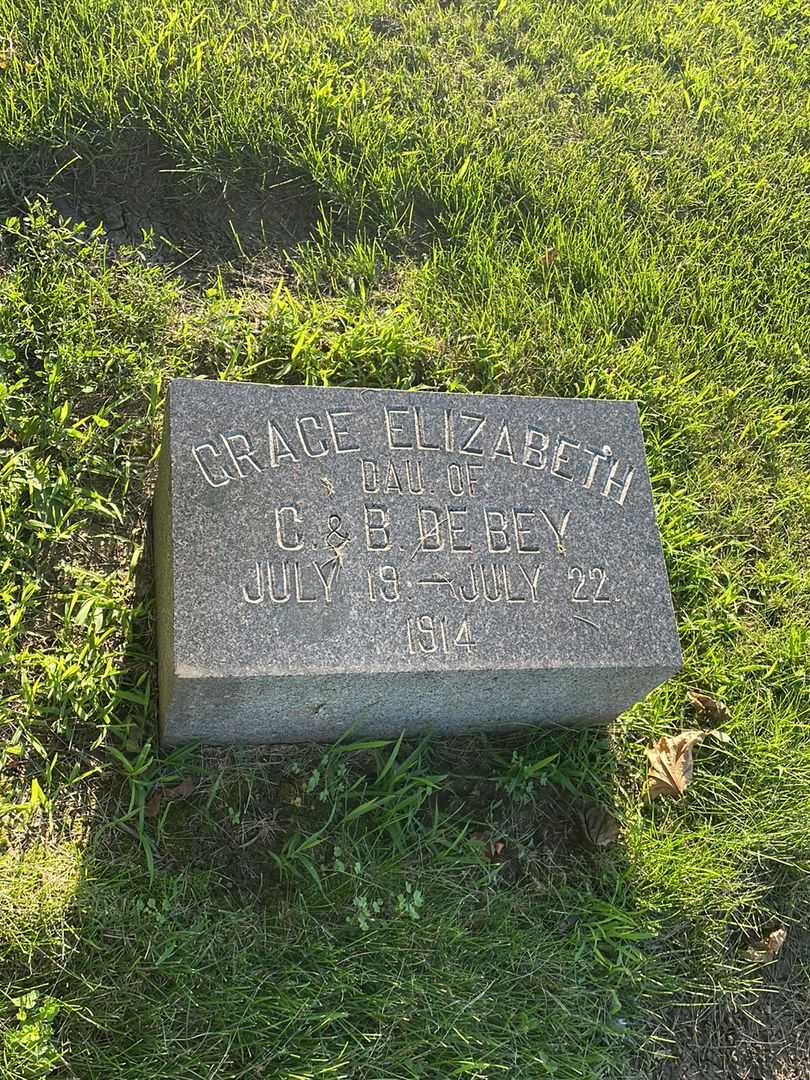 GRACE ELIZABETH
DAU. OF
C. & B. DE BEY
JULY 19. — JULY 22.
1914